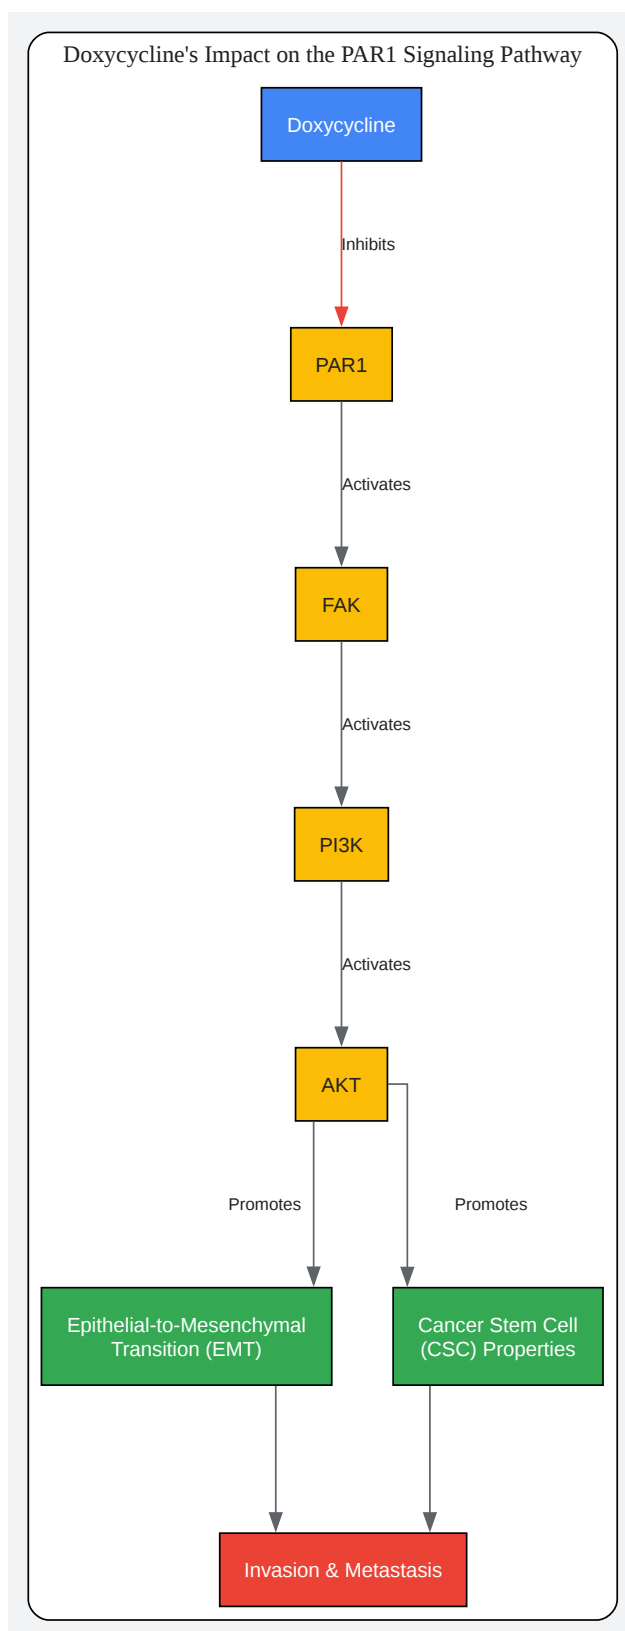 Doxycycline's Impact on the PAR1 Signaling Pathway
Doxycycline
Inhibits
PAR1
Activates
FAK
Activates
PI3K
Activates
AKT
Promotes
Promotes
Epithelial-to-Mesenchymal
Transition (EMT)
Cancer Stem Cell
(CSC) Properties
Invasion & Metastasis